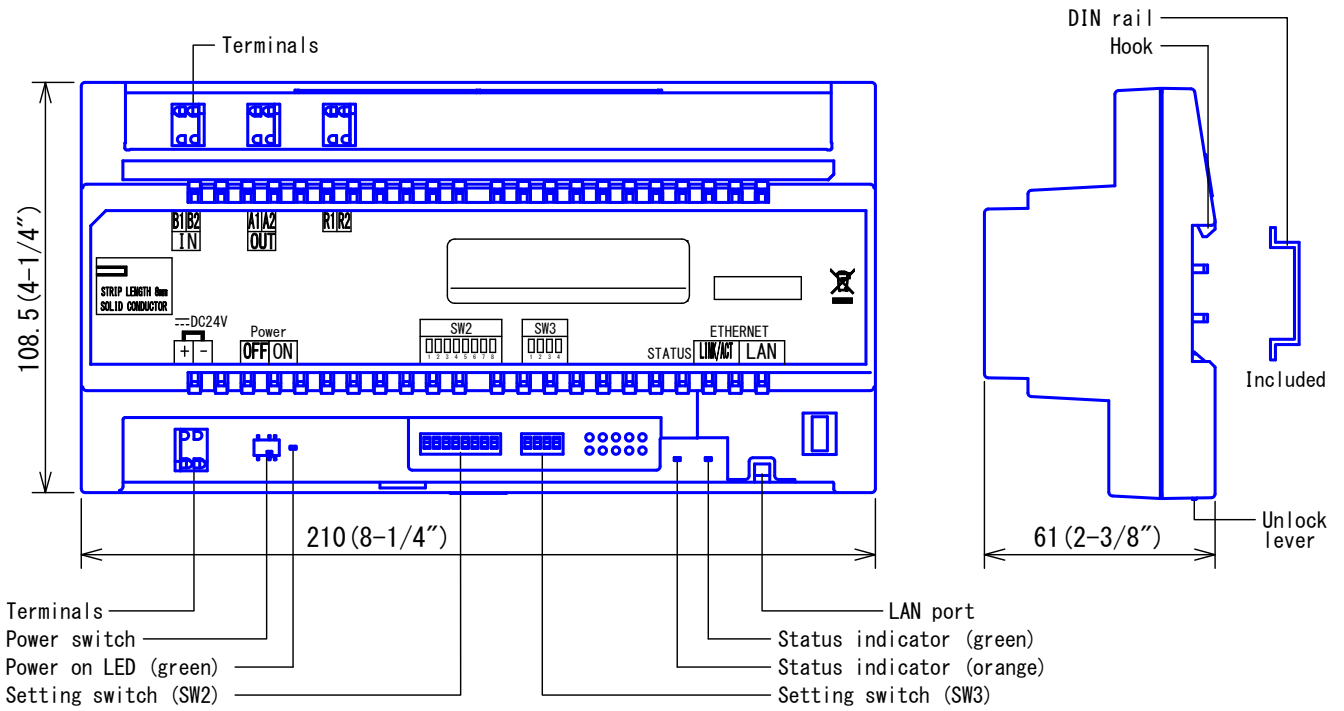 DIN rail
Hook
Terminals
B1 B2
IN
A1 A2
OUT
R1 R2
STRIP LENGTH 8mm
SOLID CONDUCTOR
DC24V
+ -
Power
OFF ON
SW2
1 2 3 4 5 6 7 8
SW3
1 2 3 4
ETHERNET
STATUS LINK/ACT LAN
108.5(4-1/4″)
Included
210(8-1/4″)
61(2-3/8″)
Unlock
lever
Terminals
Power switch
Power on LED (green)
Setting switch (SW2)
LAN port
Status indicator (green)
Status indicator (orange)
Setting switch (SW3)